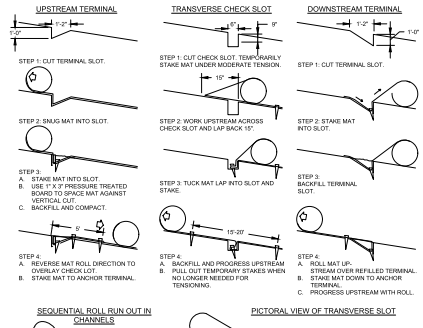 UPSTREAM TERMINAL
1'-2"
1'-0"
STEP 1: CUT TERMINAL SLOT.
STEP 2: SNUG MAT INTO SLOT.
STEP 3:
A. STAKE MAT INTO SLOT.
B. USE 1" X 3" PRESSURE TREATED
BOARD TO SPACE MAT AGAINST
VERTICAL CUT.
C. BACKFILL AND COMPACT.
5'
STEP 4:
A. REVERSE MAT ROLL DIRECTION TO
OVERLAY CHECK LOT.
B. STAKE MAT TO ANCHOR TERMINAL.
TRANSVERSE CHECK SLOT
6"
9"
STEP 1: CUT CHECK SLOT. TEMPORARILY
STAKE MAT UNDER MODERATE TENSION.
15"
STEP 2: WORK UPSTREAM ACROSS
CHECK SLOT AND LAP BACK 15".
STEP 3: TUCK MAT LAP INTO SLOT AND
STAKE.
15'-20'
STEP 4:
A. BACKFILL AND PROGRESS UPSTREAM
B. PULL OUT TEMPORARY STAKES WHEN
NO LONGER NEEDED FOR
TENSIONING.
DOWNSTREAM TERMINAL
1'-2"
1'-0"
STEP 1: CUT TERMINAL SLOT.
STEP 2: STAKE MAT
INTO SLOT.
STEP 3:
BACKFILL TERMINAL
SLOT.
STEP 4:
A. ROLL MAT UP-
STREAM OVER REFILLED TERMINAL.
B. STAKE MAT DOWN TO ANCHOR
TERMINAL.
C. PROGRESS UPSTREAM WITH ROLL.
SEQUENTIAL ROLL RUN OUT IN
CHANNELS
PICTORAL VIEW OF TRANSVERSE SLOT